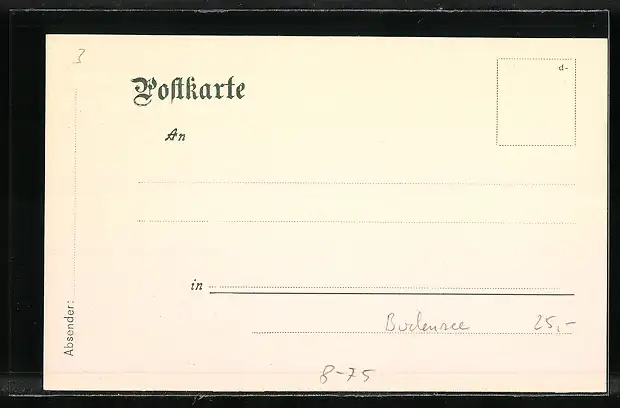 3
Postkarte
d-
An
in
Bodensee 25,-
8-75
Absender: